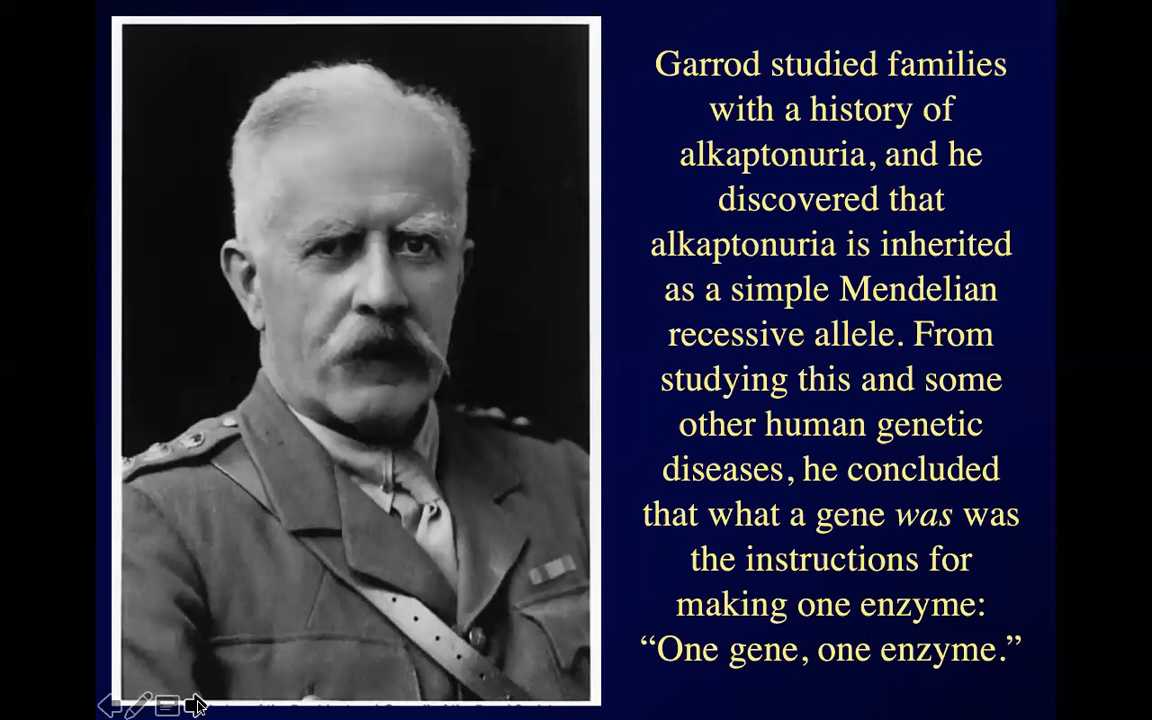 Garrod studied families
with a history of
alkaptonuria, and he
discovered that
alkaptonuria is inherited
as a simple Mendelian
recessive allele. From
studying this and some
other human genetic
diseases, he concluded
that what a gene was was
the instructions for
making one enzyme:
“One gene, one enzyme.”